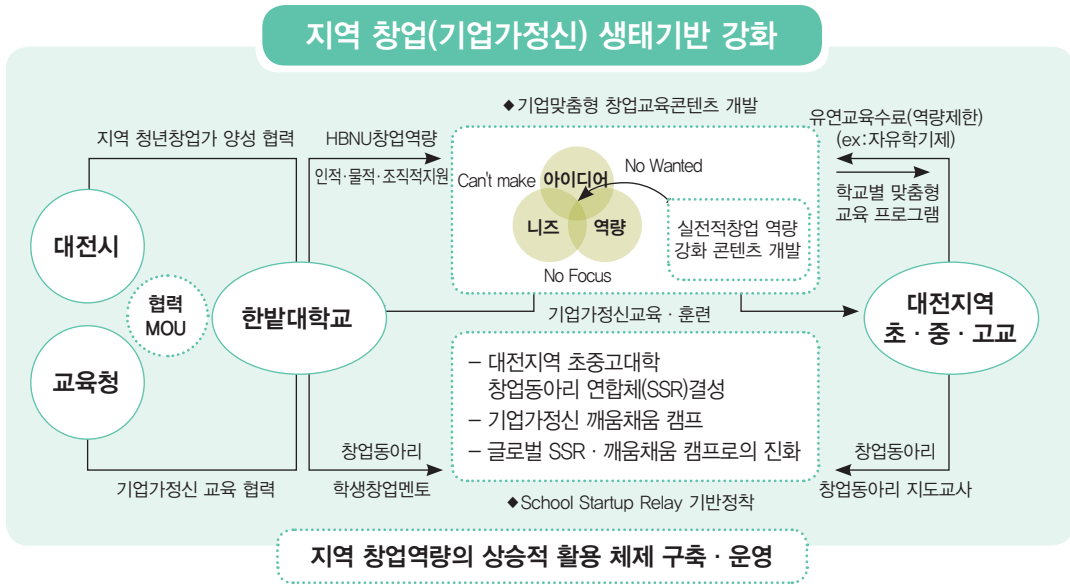 지역 창업(기업가정신) 생태기반 강화
◆기업맞춤형 창업교육콘텐츠 개발
지역 청년창업가 양성 협력
HBNU창업역량
인적·물적·조직적지원
유연교육수료(역량제한)
(ex:자유학기제)
학교별 맞춤형
교육 프로그램
Can't make
아이디어
No Wanted
니즈
역량
No Focus
실전적창업 역량
강화 콘텐츠 개발
대전시
협력
MOU
교육청
한밭대학교
기업가정신교육·훈련
대전지역
초·중·고교
– 대전지역 초중고대학
창업동아리 연합체(SSR)결성
– 기업가정신 깨움채움 캠프
– 글로벌 SSR·깨움채움 캠프로의 진화
기업가정신 교육 협력
창업동아리
학생창업멘토
창업동아리
창업동아리 지도교사
◆School Startup Relay 기반정착
지역 창업역량의 상승적 활용 체제 구축·운영